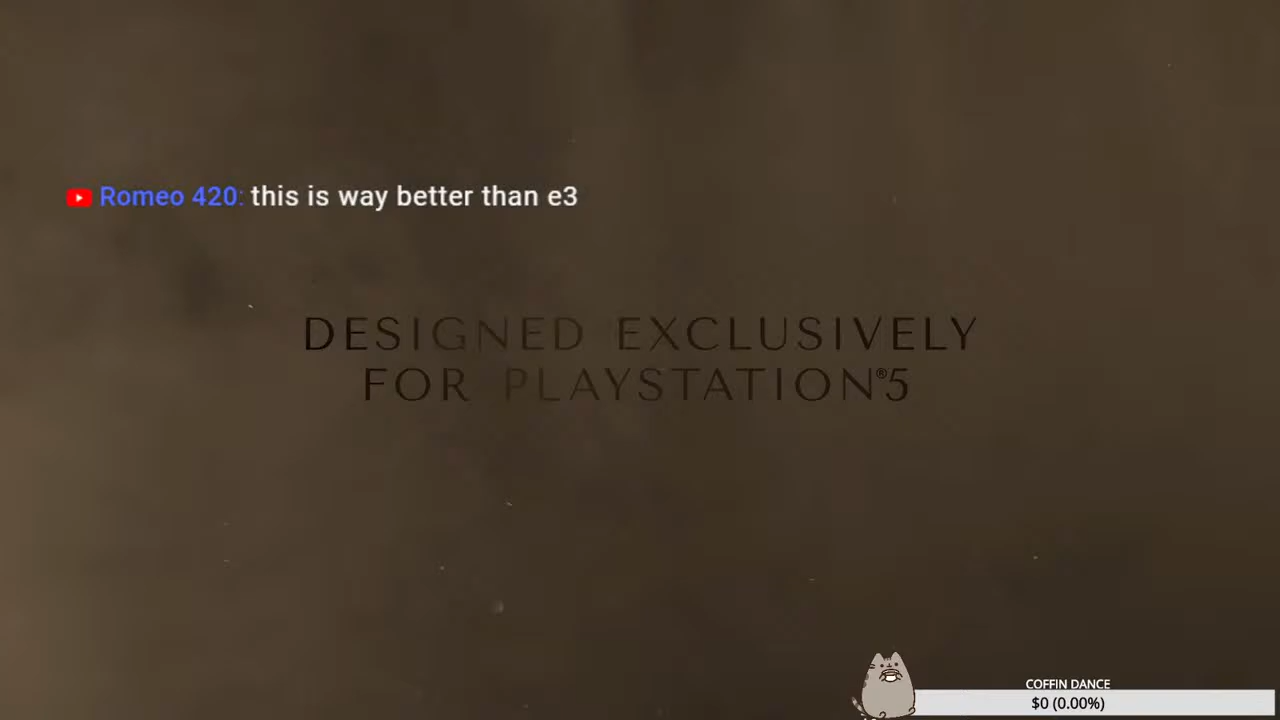 Romeo 420: this is way better than e3
DESIGNED EXCLUSIVELY
FOR PLAYSTATION®5
COFFIN DANCE
$0 (0.00%)